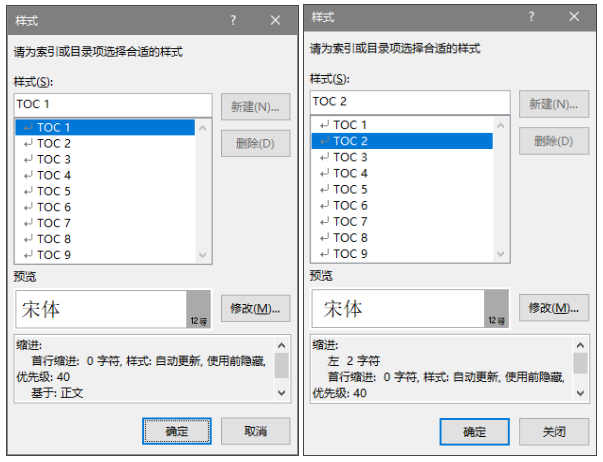 样式
?
×
请为索引或目录项选择合适的样式
样式(S):
TOC 1
新建(N)...
TOC 1
TOC 2
TOC 3
TOC 4
TOC 5
TOC 6
TOC 7
TOC 8
TOC 9
删除(D)
预览
宋体
12 磅
修改(M)...
缩进:
首行缩进: 0 字符, 样式: 自动更新, 使用前隐藏,
优先级: 40
基于: 正文
确定
取消
样式
?
×
请为索引或目录项选择合适的样式
样式(S):
TOC 2
新建(N)...
TOC 1
TOC 2
TOC 3
TOC 4
TOC 5
TOC 6
TOC 7
TOC 8
TOC 9
删除(D)
预览
宋体
12 磅
修改(M)...
缩进:
左 2 字符
首行缩进: 0 字符, 样式: 自动更新, 使用前隐藏,
优先级: 40
确定
关闭